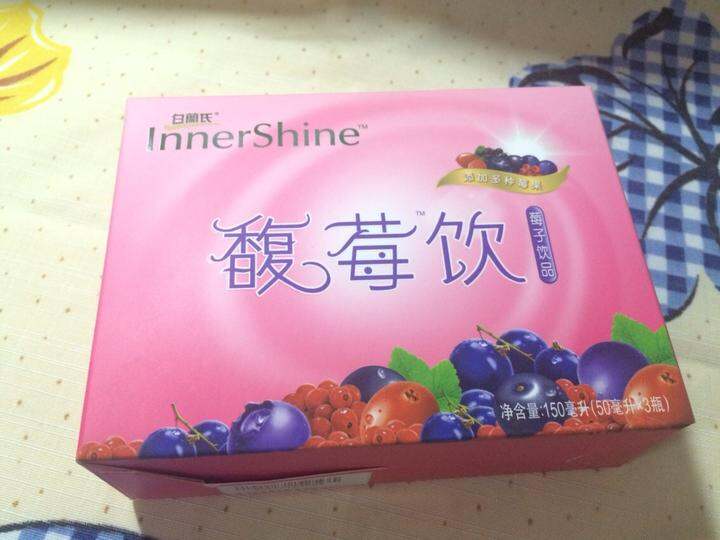 白蘭氏®
InnerShine™
添加多种莓果
馥莓饮™
莓子饮品
净含量:150毫升(50毫升×3瓶)